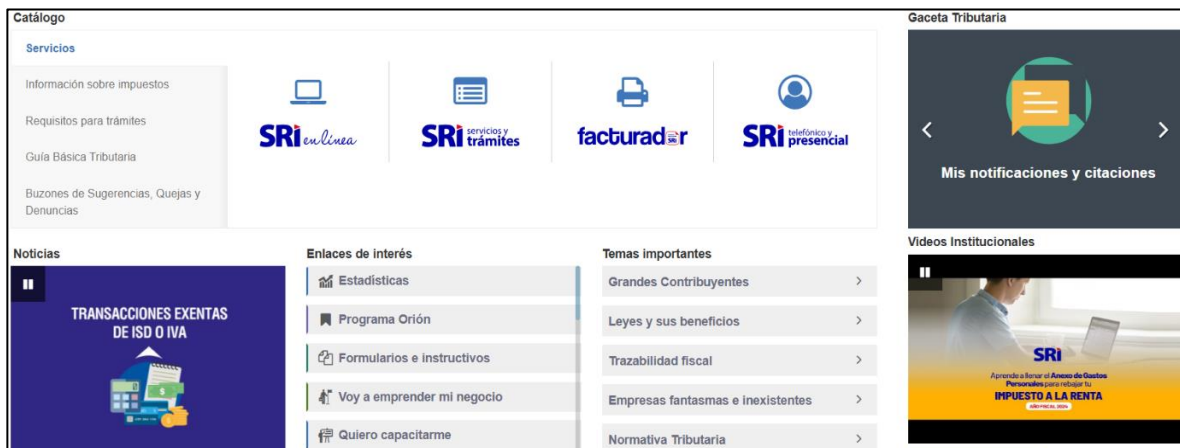 Catálogo
Servicios
Información sobre impuestos
Requisitos para trámites
Guía Básica Tributaria
Buzones de Sugerencias, Quejas y
Denuncias
SRi en línea
SRi servicios y
trámites
facturador
SRi telefónico y
presencial
Gaceta Tributaria
Mis notificaciones y citaciones
Noticias
TRANSACCIONES EXENTAS
DE ISD O IVA
Enlaces de interés
Estadísticas
Programa Orión
Formularios e instructivos
Voy a emprender mi negocio
Quiero capacitarme
Temas importantes
Grandes Contribuyentes
Leyes y sus beneficios
Trazabilidad fiscal
Empresas fantasmas e inexistentes
Normativa Tributaria
Videos Institucionales
SRi
Aprende a llenar el Anexo de Gastos
Personales para rebajar tu
IMPUESTO A LA RENTA
AÑO FISCAL 2024